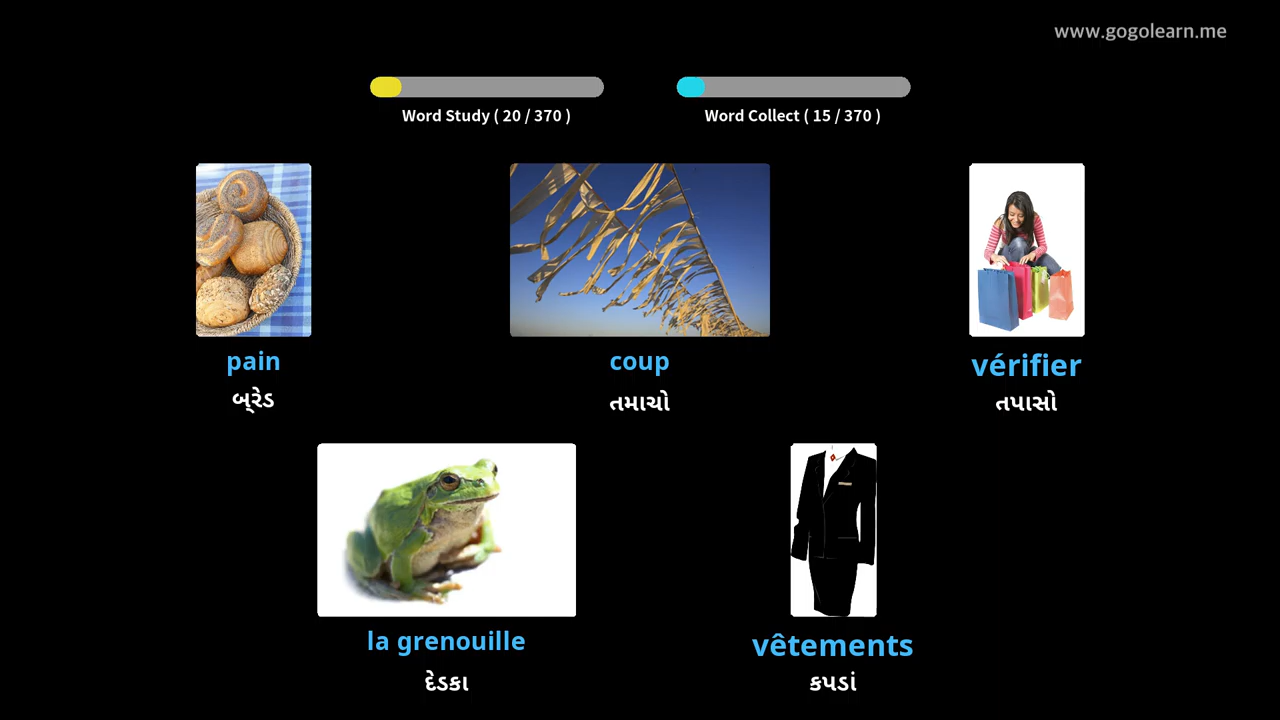 www.gogolearn.me
Word Study ( 20 / 370 )
Word Collect ( 15 / 370 )
pain
બ્રેડ
coup
તમાચો
vérifier
તપાસો
la grenouille
દેડકા
vêtements
કપડાં